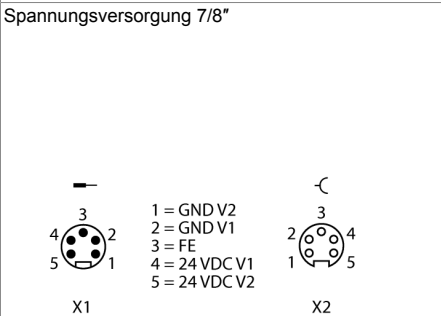 Spannungsversorgung 7/8″
3
4 2
5 1
X1
1 = GND V2
2 = GND V1
3 = FE
4 = 24 VDC V1
5 = 24 VDC V2
3
2 4
1 5
X2